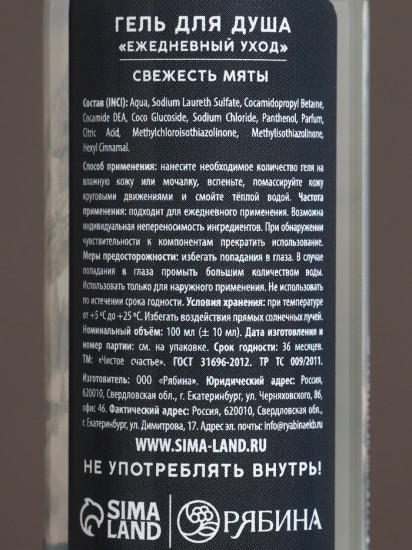 ГЕЛЬ ДЛЯ ДУША
«ЕЖЕДНЕВНЫЙ УХОД»
СВЕЖЕСТЬ МЯТЫ
Состав (INCI): Aqua, Sodium Laureth Sulfate, Cocamidopropyl Betaine,
Cocamide DEA, Coco Glucoside, Sodium Chloride, Panthenol, Parfum,
Citric Acid, Methylchloroisothiazolinone, Methylisothiazolinone,
Hexyl Cinnamal.
Способ применения: нанесите необходимое количество геля на
влажную кожу или мочалку, вспеньте, помассируйте кожу
круговыми движениями и смойте тёплой водой. Частота
применения: подходит для ежедневного применения. Возможна
индивидуальная непереносимость ингредиентов. При обнаружении
чувствительности к компонентам прекратить использование.
Меры предосторожности: избегать попадания в глаза. В случае
попадания в глаза промыть большим количеством воды.
Использовать только для наружного применения. Не использовать
по истечении срока годности. Условия хранения: при температуре
от +5 °C до +25 °C. Избегать воздействия прямых солнечных лучей.
Номинальный объём: 100 мл (± 10 мл). Дата изготовления и
номер партии: см. на упаковке. Срок годности: 36 месяцев.
ТМ: «Чистое счастье». ГОСТ 31696-2012. ТР ТС 009/2011.
Изготовитель: ООО «Рябина». Юридический адрес: Россия,
620010, Свердловская обл., г. Екатеринбург, ул. Черняховского, 86,
офис 46. Фактический адрес: Россия, 620010, Свердловская обл.,
г. Екатеринбург, ул. Димитрова, 17. Адрес эл. почты: info@ryabinaekb.ru
WWW.SIMA-LAND.RU
НЕ УПОТРЕБЛЯТЬ ВНУТРЬ!
SIMA LAND РЯБИНА